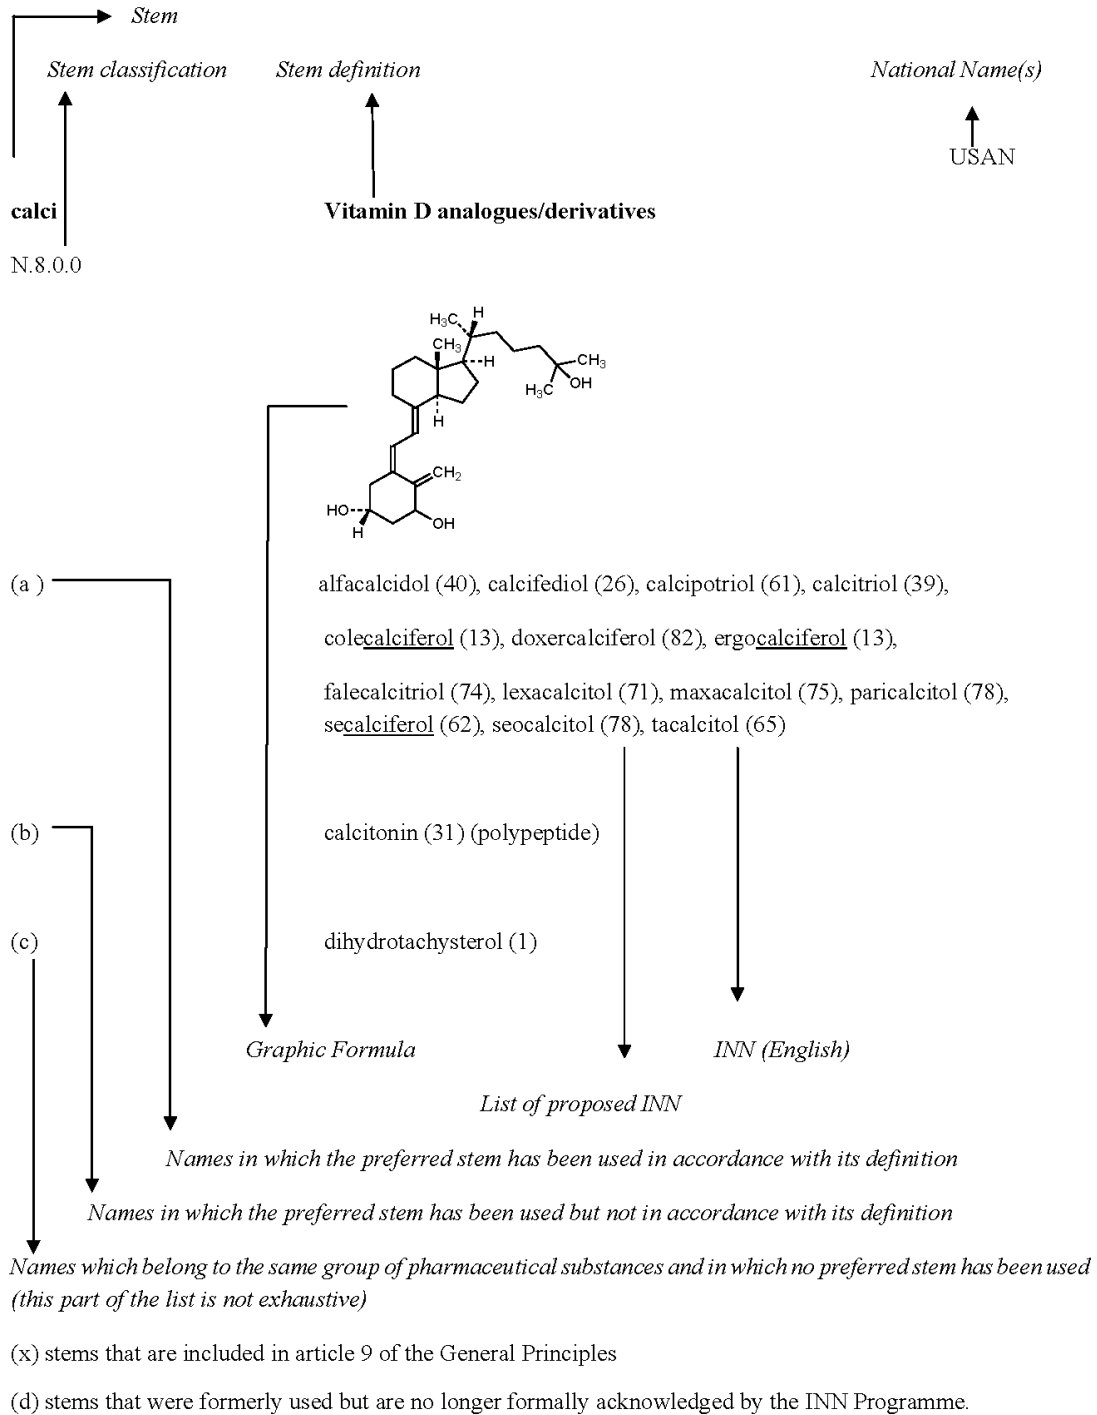 Stem
Stem classification Stem definition National Name(s)
USAN
calci Vitamin D analogues/derivatives
N.8.0.0
H
H3C
CH3
H
CH3
OH
H3C
H
CH2
HO
H
OH
(a ) alfacalcidol (40), calcifediol (26), calcipotriol (61), calcitriol (39),
colecalciferol (13), doxercalciferol (82), ergocalciferol (13),
falecalcitriol (74), lexacalcitol (71), maxacalcitol (75), paricalcitol (78),
secalciferol (62), seocalcitol (78), tacalcitol (65)
(b) calcitonin (31) (polypeptide)
(c) dihydrotachysterol (1)
Graphic Formula INN (English)
List of proposed INN
Names in which the preferred stem has been used in accordance with its definition
Names in which the preferred stem has been used but not in accordance with its definition
Names which belong to the same group of pharmaceutical substances and in which no preferred stem has been used
(this part of the list is not exhaustive)
(x) stems that are included in article 9 of the General Principles
(d) stems that were formerly used but are no longer formally acknowledged by the INN Programme.